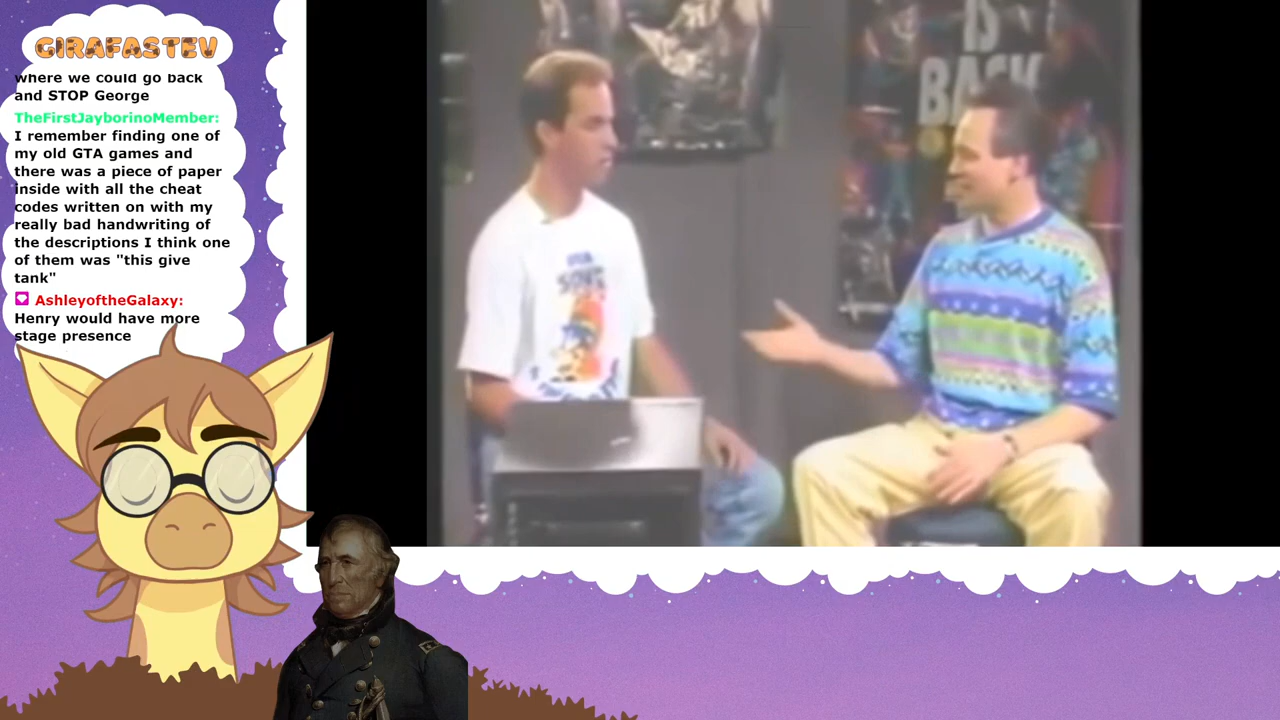 GIRAFASTEV
where we could go back
and STOP George
TheFirstJayborinoMember:
I remember finding one of
my old GTA games and
there was a piece of paper
inside with all the cheat
codes written on with my
really bad handwriting of
the descriptions I think one
of them was "this give
tank"
AshleyoftheGalaxy:
Henry would have more
stage presence
IS
BACK